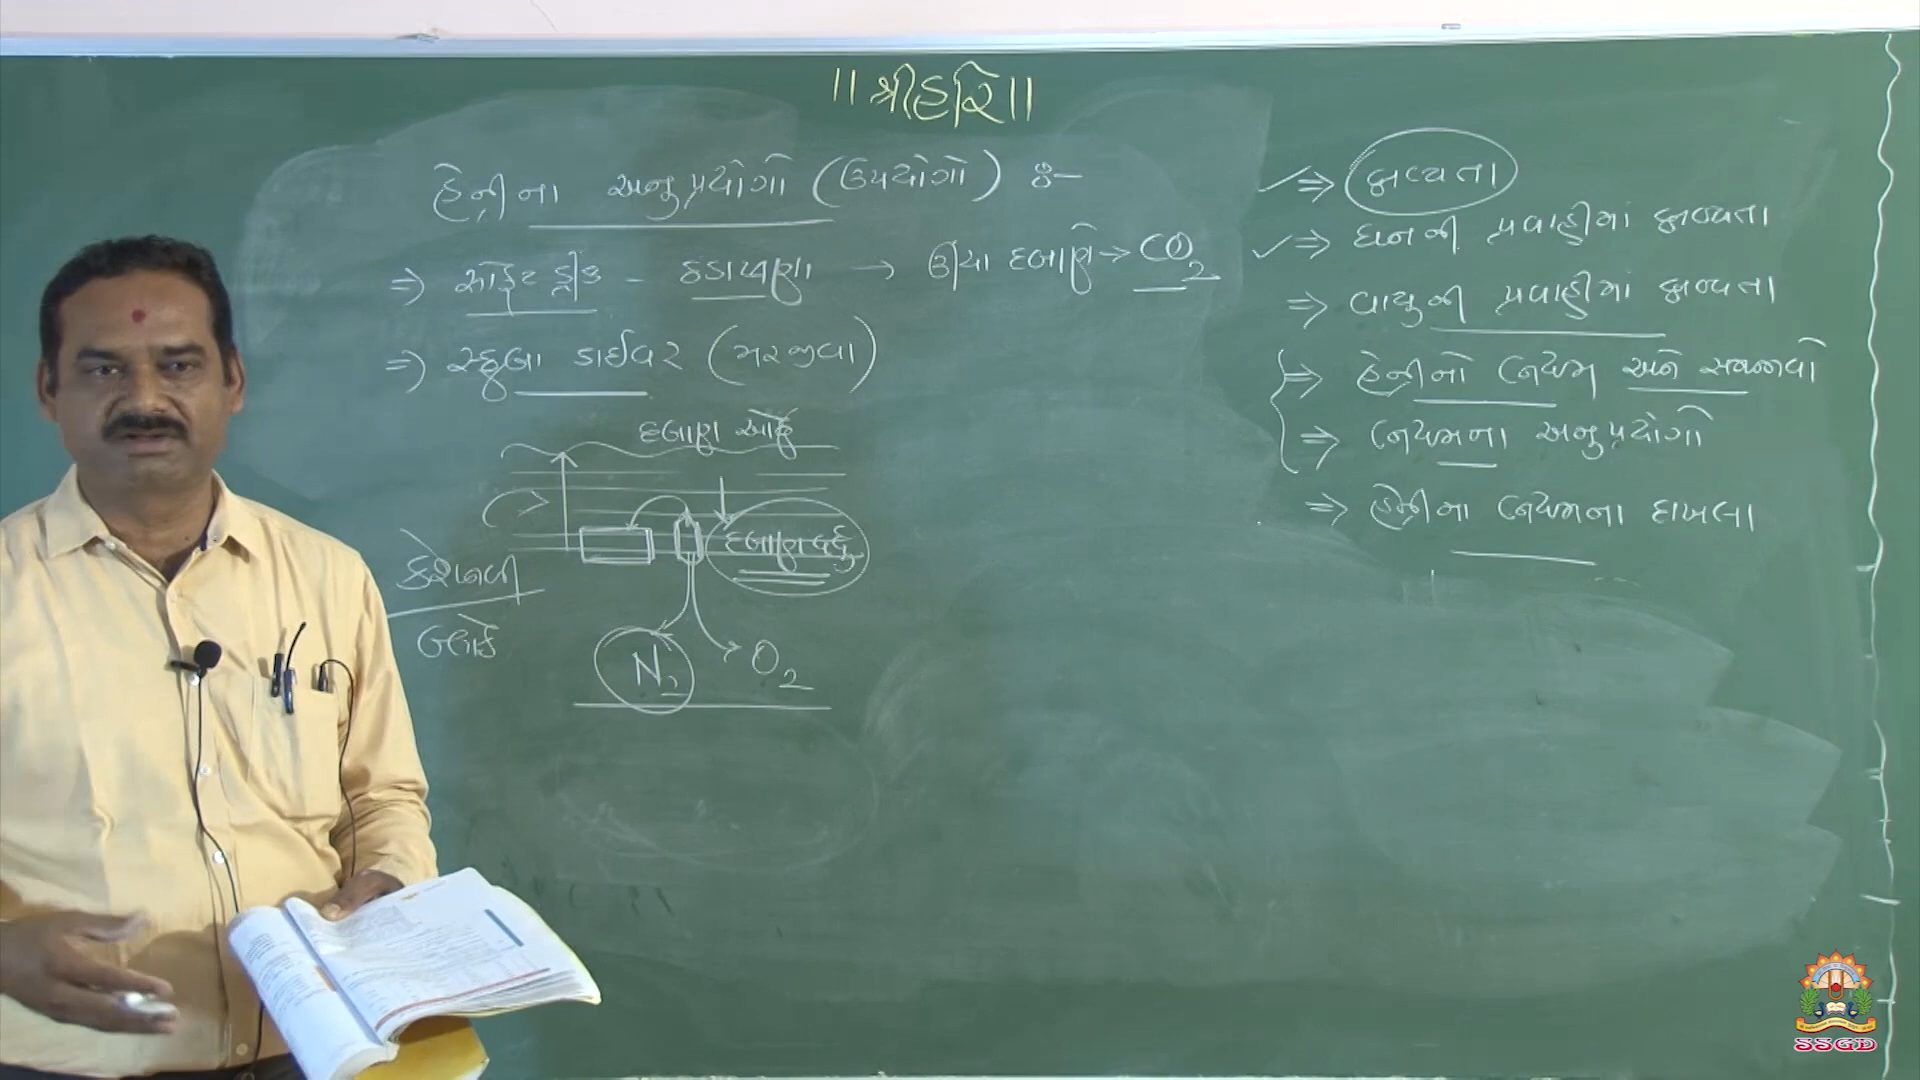 || શ્રીહરિ ||
હેન્રીના અનુપ્રયોગો (ઉપયોગો) ઃ-
⇒ સોફ્ટ ડ્રીંક - ઠંડાપીણા → ઊંચા દબાણે → CO2
⇒ સ્કુબા ડાઈવર (મરજીવા)
દબાણ ઓછુ
દબાણ વધુ
કેશનળી
બ્લોક
N2
O2
⇒ દ્રાવ્યતા
⇒ ઘનની પ્રવાહીમાં દ્રાવ્યતા
⇒ વાયુની પ્રવાહીમાં દ્રાવ્યતા
⇒ હેન્રીનો નિયમ અને સમજાવો
⇒ નિયમના અનુપ્રયોગો
⇒ હેન્રીના નિયમના દાખલા
SSGD